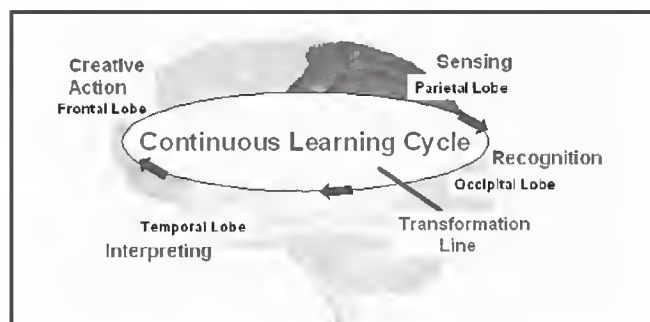 Creative
Action
Frontal Lobe
Sensing
Parietal Lobe
Continuous Learning Cycle
Recognition
Occipital Lobe
Temporal Lobe
Interpreting
Transformation
Line